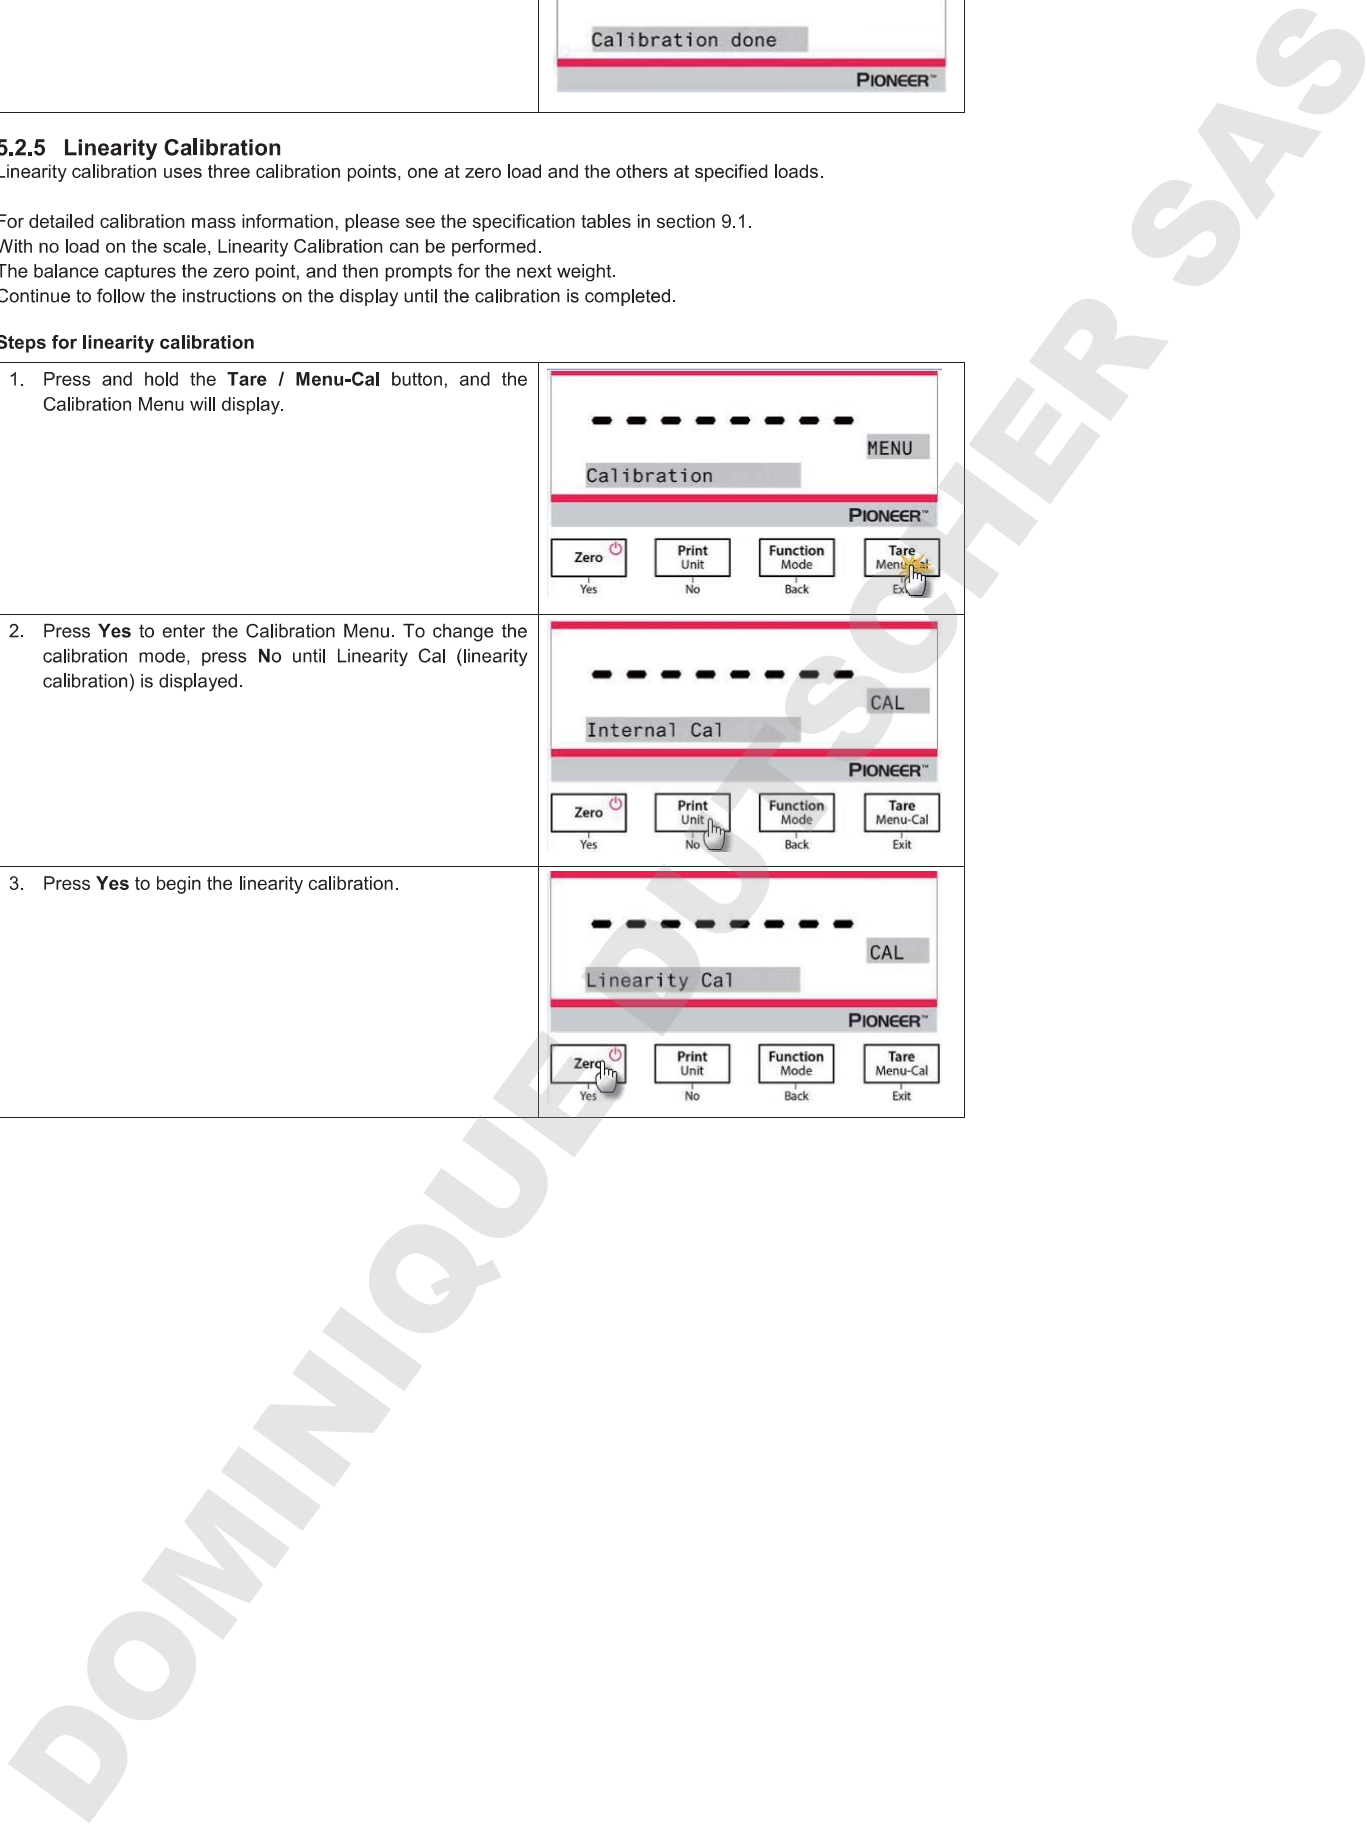 Calibration done
PIONEER™
5.2.5 Linearity Calibration
Linearity calibration uses three calibration points, one at zero load and the others at specified loads.
For detailed calibration mass information, please see the specification tables in section 9.1.
With no load on the scale, Linearity Calibration can be performed.
The balance captures the zero point, and then prompts for the next weight.
Continue to follow the instructions on the display until the calibration is completed.
Steps for linearity calibration
1. Press and hold the Tare / Menu-Cal button, and the
Calibration Menu will display.
MENU
Calibration
PIONEER™
Zero Print Function Tare
Unit Mode Menu-Cal
Yes No Back Exit
2. Press Yes to enter the Calibration Menu. To change the
calibration mode, press No until Linearity Cal (linearity
calibration) is displayed.
CAL
Internal Cal
PIONEER™
Zero Print Function Tare
Unit Mode Menu-Cal
Yes No Back Exit
3. Press Yes to begin the linearity calibration.
CAL
Linearity Cal
PIONEER™
Zero Print Function Tare
Unit Mode Menu-Cal
Yes No Back Exit
DOMINIQUE DUTSCHER SAS